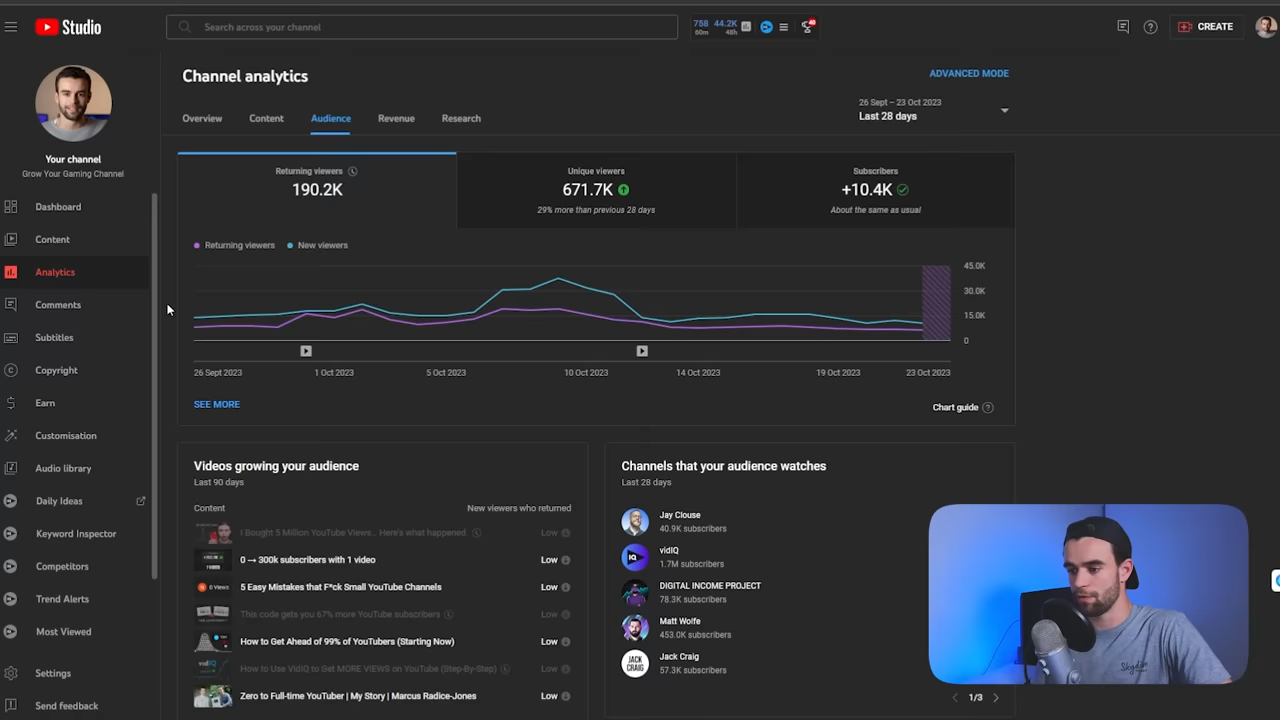 Studio
Search across your channel
758 44.2K
60m 48h
CREATE
Your channel
Grow Your Gaming Channel
Dashboard
Content
Analytics
Comments
Subtitles
Copyright
Earn
Customisation
Audio library
Daily Ideas
Keyword Inspector
Competitors
Trend Alerts
Most Viewed
Settings
Send feedback
Channel analytics
ADVANCED MODE
Overview
Content
Audience
Revenue
Research
26 Sept – 23 Oct 2023
Last 28 days
Returning viewers
190.2K
Unique viewers
671.7K
29% more than previous 28 days
Subscribers
+10.4K
About the same as usual
Returning viewers
New viewers
45.0K
30.0K
15.0K
0
26 Sept 2023
1 Oct 2023
5 Oct 2023
10 Oct 2023
14 Oct 2023
19 Oct 2023
23 Oct 2023
SEE MORE
Chart guide
Videos growing your audience
Last 90 days
Content
New viewers who returned
I Bought 5 Million YouTube Views... Here's what happened.
Low
0 → 300k subscribers with 1 video
Low
5 Easy Mistakes that F*ck Small YouTube Channels
Low
This code gets you 67% more YouTube subscribers
Low
How to Get Ahead of 99% of YouTubers (Starting Now)
Low
How to Use VidIQ to Get MORE VIEWS on YouTube (Step-By-Step)
Low
Zero to Full-time YouTuber | My Story | Marcus Radice-Jones
Low
Channels that your audience watches
Last 28 days
Jay Clouse
40.9K subscribers
vidIQ
1.7M subscribers
DIGITAL INCOME PROJECT
78.3K subscribers
Matt Wolfe
453.0K subscribers
JACK
CRAIG
Jack Craig
57.3K subscribers
1/3